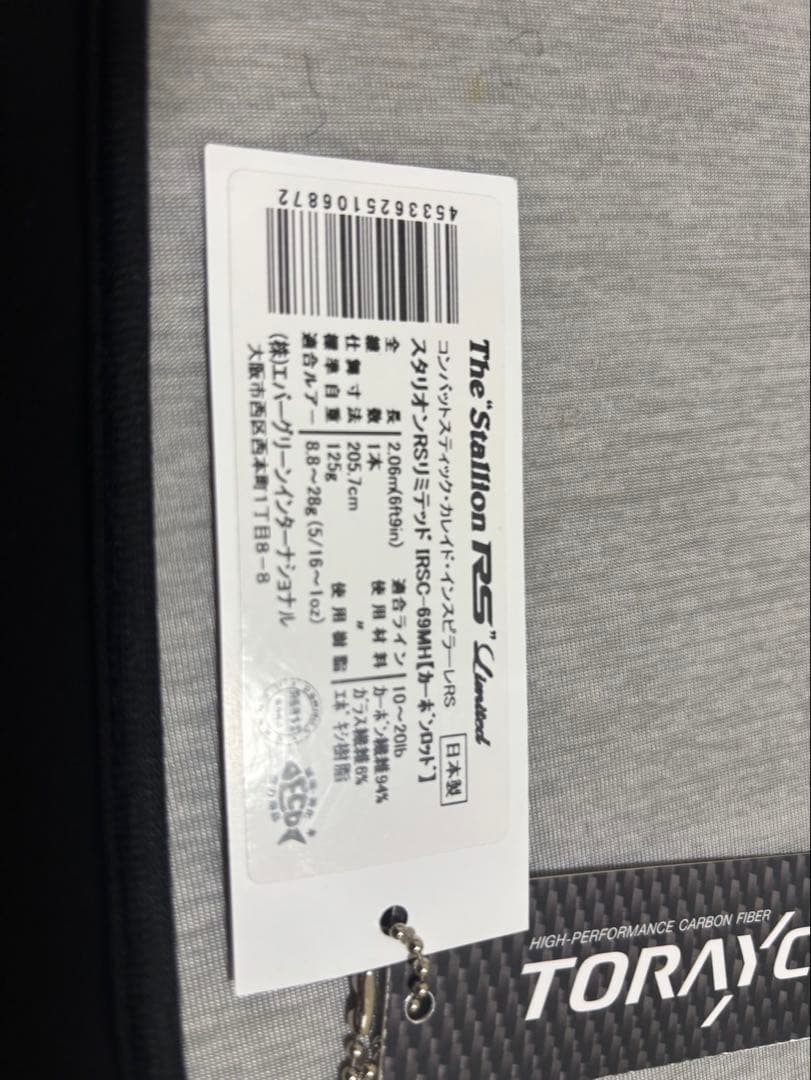 The "Stallion RS" Limited
コンバットスティック・カレイド・インスピラーレRS
日本製
スタリオンRSリミテッド IRSC-69MH【カーボンロッド】
全長 2.06m(6ft9in) 適合ライン 10～20lb
継数 1本 使用材料 カーボン繊維94%
仕舞寸法 205.7cm 〃 ガラス繊維6%
標準自重 125g 使用樹脂 エポキシ樹脂
適合ルアー 8.8～28g(5/16～1oz)
(株)エバーグリーンインターナショナル
大阪市西区西本町1丁目8-8
4533625106872
ECO
HIGH-PERFORMANCE CARBON FIBER
TORAYC